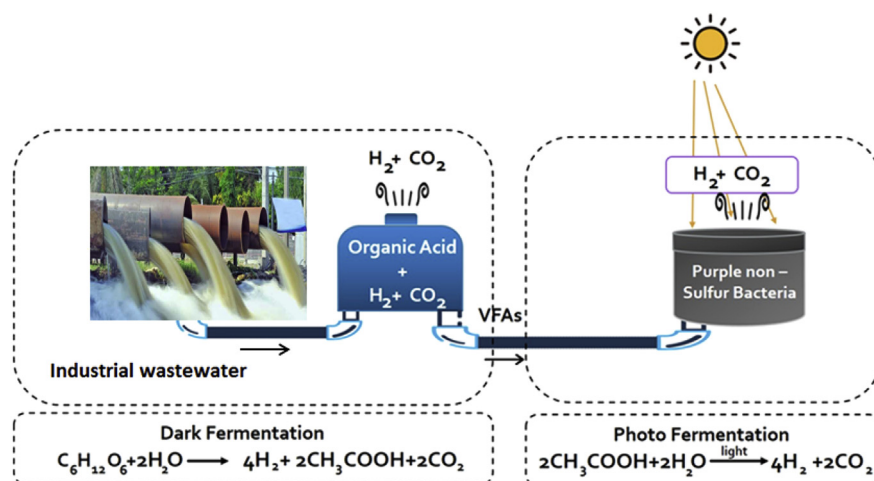 H₂+ CO₂
H₂+ CO₂
Organic Acid
+
H₂+ CO₂
Purple non –
Sulfur Bacteria
VFAs
Industrial wastewater
Dark Fermentation
C₆H₁₂O₆+2H₂O ⟶ 4H₂+ 2CH₃COOH+2CO₂
Photo Fermentation
light
2CH₃COOH+2H₂O ⟶ 4H₂ +2CO₂